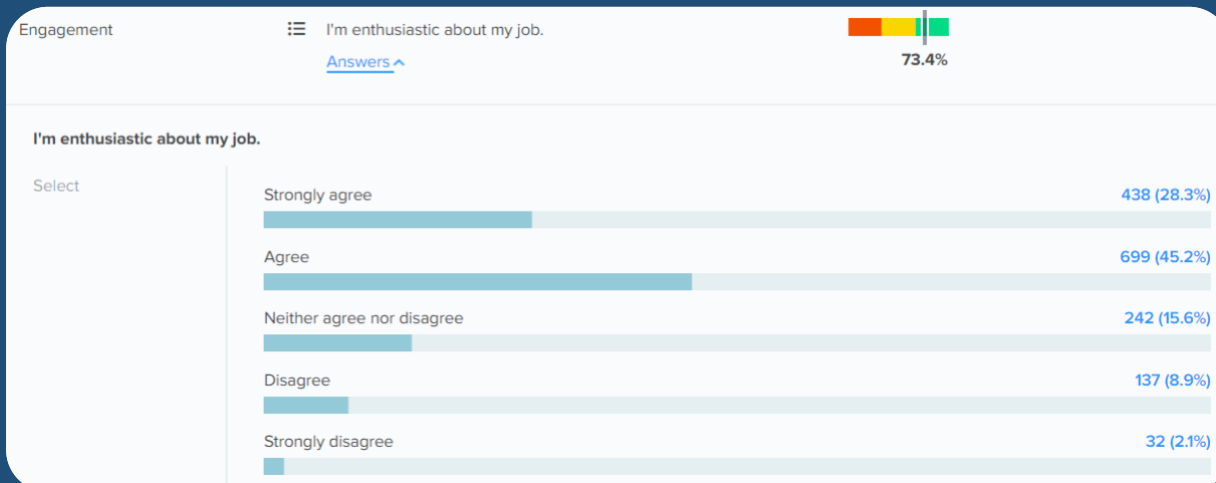 Engagement
I'm enthusiastic about my job.
Answers
73.4%
I'm enthusiastic about my job.
Select
Strongly agree 438 (28.3%)
Agree 699 (45.2%)
Neither agree nor disagree 242 (15.6%)
Disagree 137 (8.9%)
Strongly disagree 32 (2.1%)